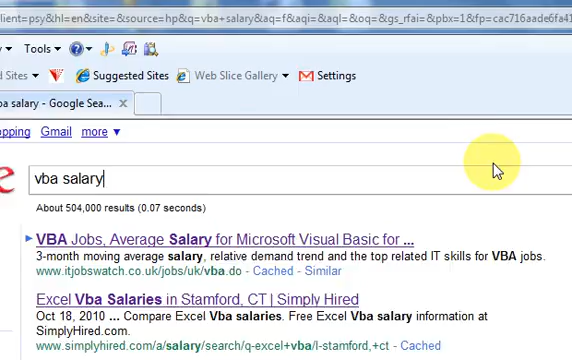 client=psy&hl=en&site=&source=hp&q=vba+salary&aq=f&aqi=&aql=&oq=&gs_rfai=&pbx=1&fp=cac716aade6fa41
Tools
d Sites Suggested Sites Web Slice Gallery Settings
ba salary - Google Sea...
opping Gmail more
vba salary
About 504,000 results (0.07 seconds)
VBA Jobs, Average Salary for Microsoft Visual Basic for ...
3-month moving average salary, relative demand trend and the top related IT skills for VBA jobs.
www.itjobswatch.co.uk/jobs/uk/vba.do - Cached - Similar
Excel Vba Salaries in Stamford, CT | Simply Hired
Oct 18, 2010 ... Compare Excel Vba salaries. Free Excel Vba salary information at
SimplyHired.com.
www.simplyhired.com/a/salary/search/q-excel+vba/l-stamford,+ct - Cached